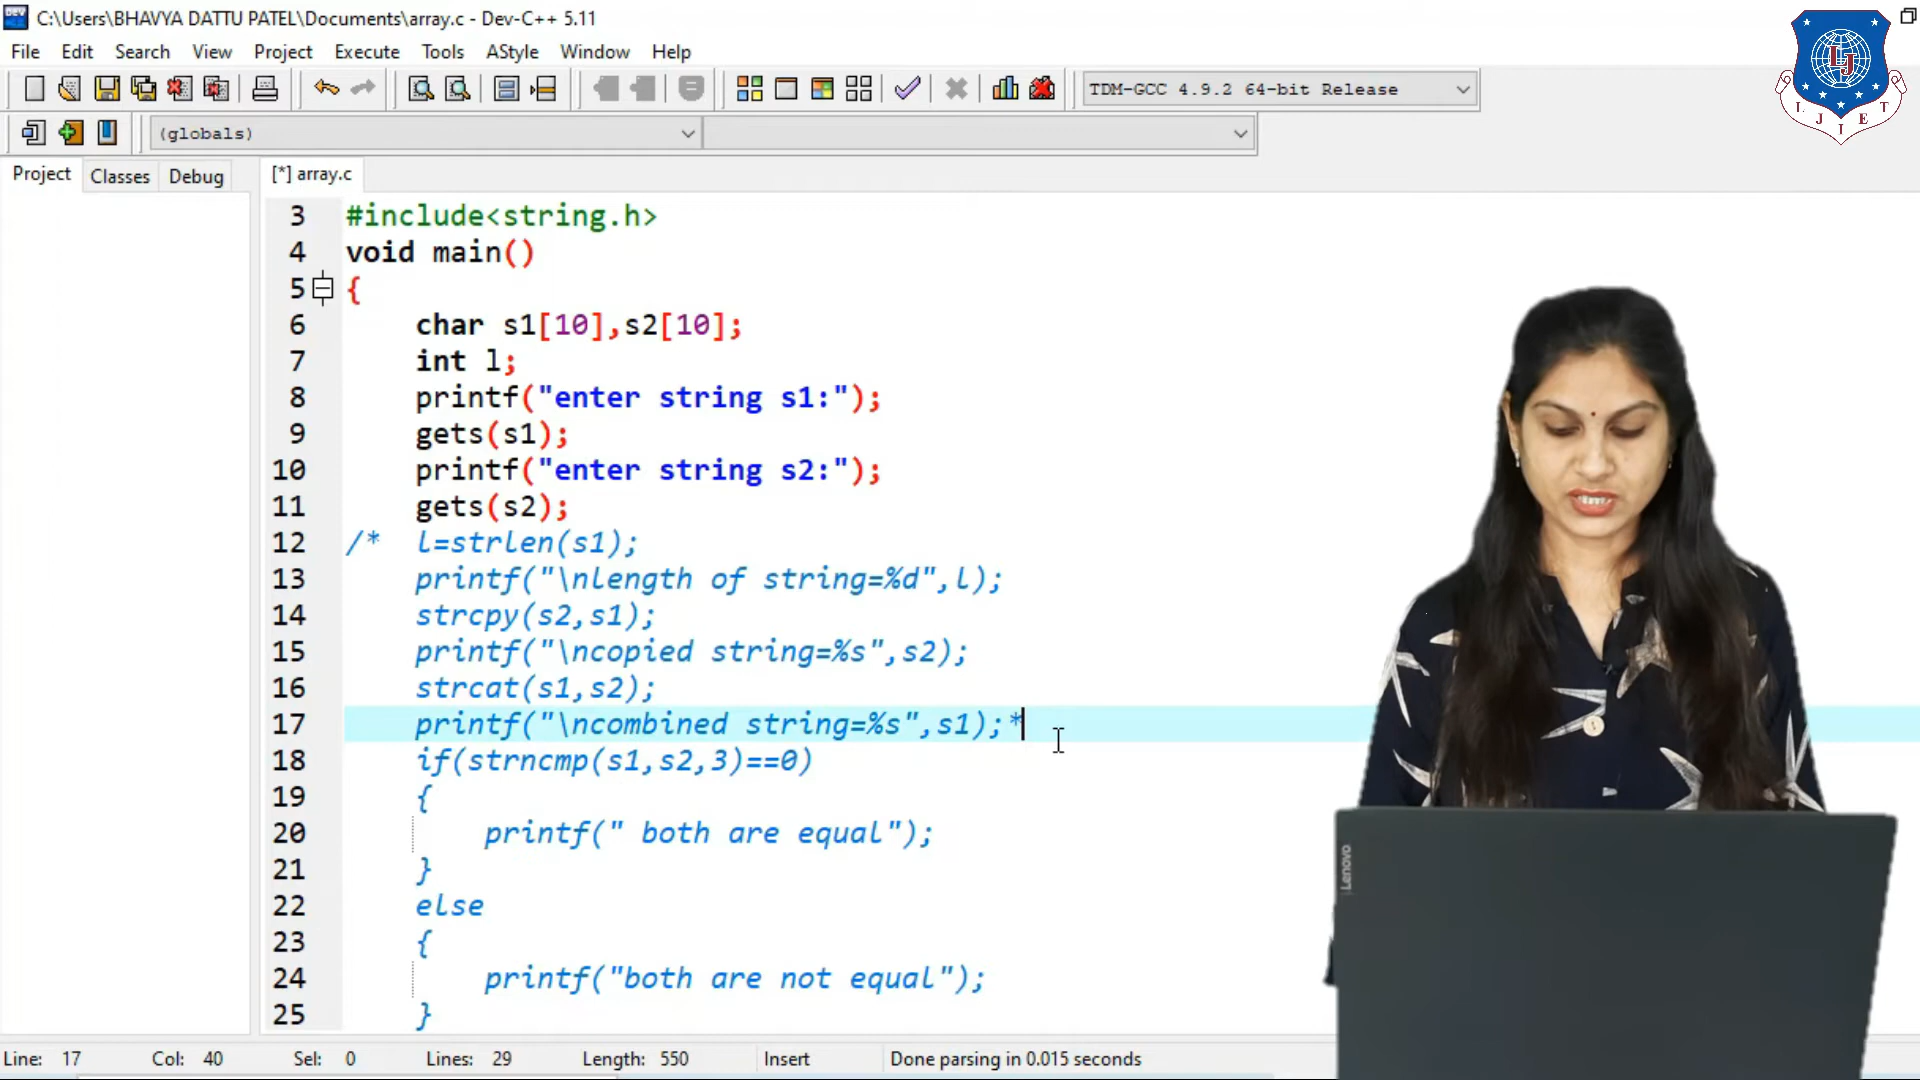 C:\Users\BHAVYA DATTU PATEL\Documents\array.c - Dev-C++ 5.11
File Edit Search View Project Execute Tools AStyle Window Help
TDM-GCC 4.9.2 64-bit Release
(globals)
Project Classes Debug [*] array.c
3 #include<string.h>
4 void main()
5 {
6 char s1[10],s2[10];
7 int l;
8 printf("enter string s1:");
9 gets(s1);
10 printf("enter string s2:");
11 gets(s2);
12 /* l=strlen(s1);
13 printf("\nlength of string=%d",l);
14 strcpy(s2,s1);
15 printf("\ncopied string=%s",s2);
16 strcat(s1,s2);
17 printf("\ncombined string=%s",s1);*
18 if(strncmp(s1,s2,3)==0)
19 {
20 printf(" both are equal");
21 }
22 else
23 {
24 printf("both are not equal");
25 }
Line: 17 Col: 40 Sel: 0 Lines: 29 Length: 550 Insert Done parsing in 0.015 seconds
LJ
LJIET
Lenovo
DEV